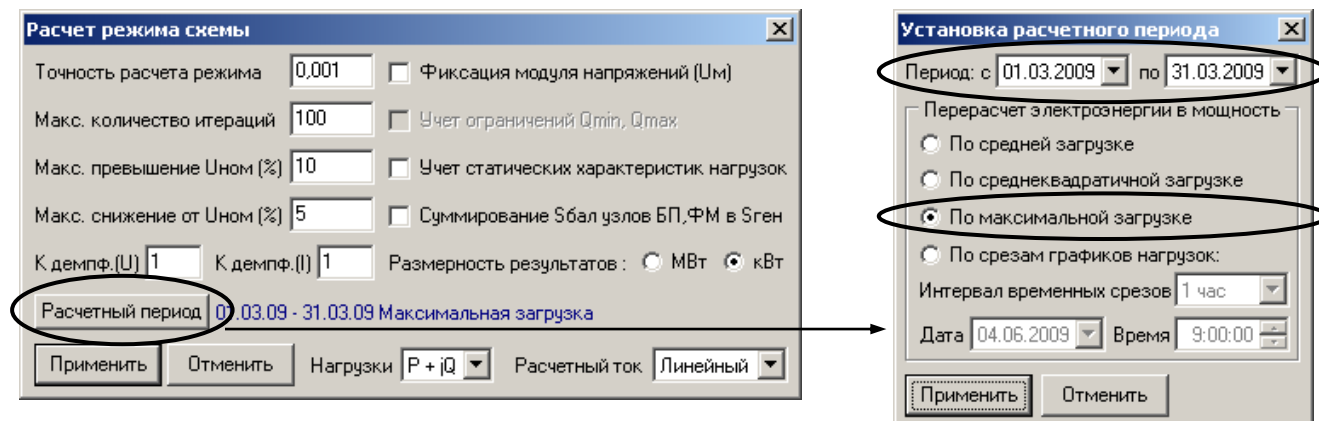 Расчет режима схемы
Точность расчета режима 0,001 Фиксация модуля напряжений (Uм)
Макс. количество итераций 100 Учет ограничений Qmin, Qmax
Макс. превышение Uном (%) 10 Учет статических характеристик нагрузок
Макс. снижение от Uном (%) 5 Суммирование Sбал узлов БП,ФМ в Sген
К демпф.(U) 1 К демпф.(I) 1 Размерность результатов : МВт кВт
Расчетный период 01.03.09 - 31.03.09 Максимальная загрузка
Применить Отменить Нагрузки P + jQ Расчетный ток Линейный
Установка расчетного периода
Период: с 01.03.2009 по 31.03.2009
Перерасчет электроэнергии в мощность
По средней загрузке
По среднеквадратичной загрузке
По максимальной загрузке
По срезам графиков нагрузок:
Интервал временных срезов 1 час
Дата 04.06.2009 Время 9:00:00
Применить Отменить